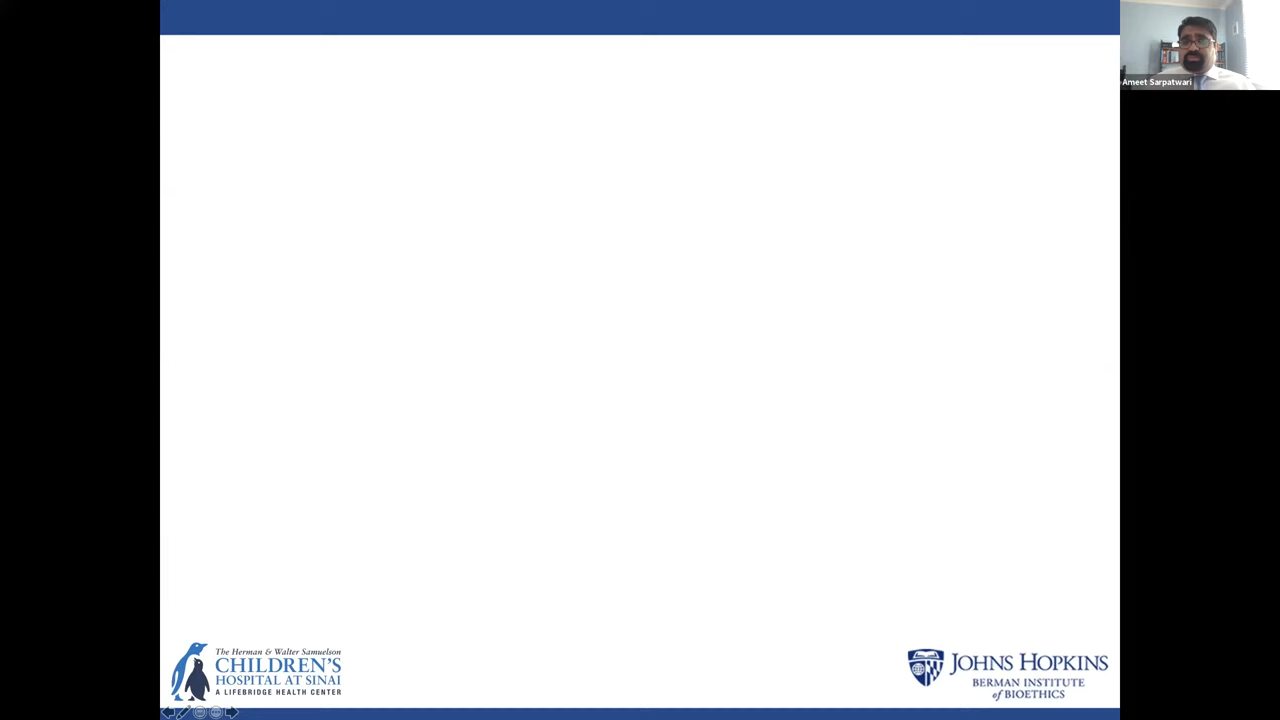 Ameet Sarpatwari
The Herman & Walter Samuelson
CHILDREN'S
HOSPITAL AT SINAI
A LIFEBRIDGE HEALTH CENTER
JOHNS HOPKINS
BERMAN INSTITUTE
of BIOETHICS